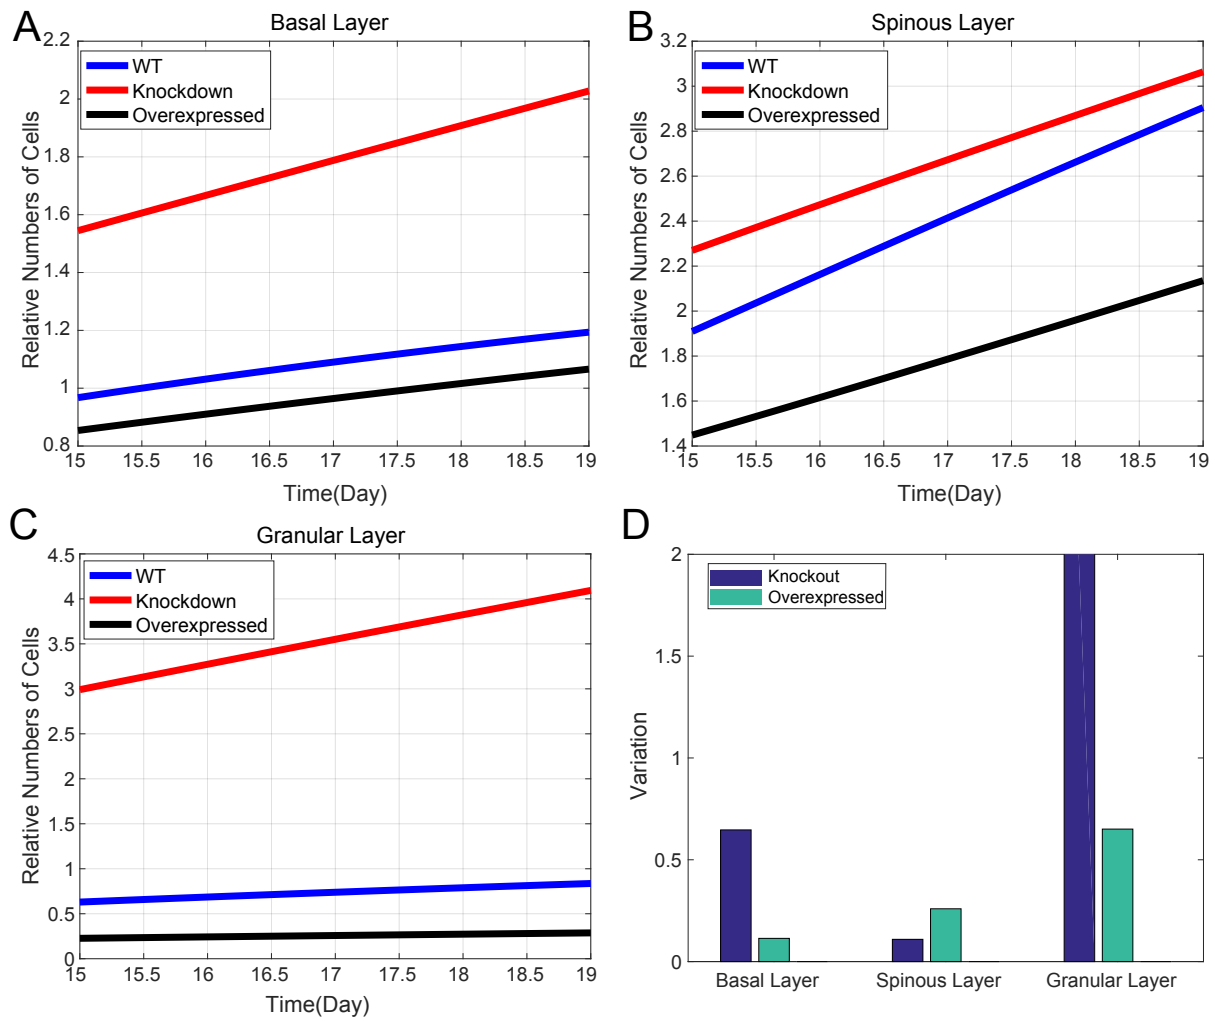 A
Basal Layer
2.2
2
1.8
1.6
1.4
1.2
1
0.8
Relative Numbers of Cells
WT
Knockdown
Overexpressed
15 15.5 16 16.5 17 17.5 18 18.5 19
Time(Day)
B
Spinous Layer
3.2
3
2.8
2.6
2.4
2.2
2
1.8
1.6
1.4
Relative Numbers of Cells
WT
Knockdown
Overexpressed
15 15.5 16 16.5 17 17.5 18 18.5 19
Time(Day)
C
Granular Layer
4.5
4
3.5
3
2.5
2
1.5
1
0.5
0
Relative Numbers of Cells
WT
Knockdown
Overexpressed
15 15.5 16 16.5 17 17.5 18 18.5 19
Time(Day)
D
2
1.5
1
0.5
0
Variation
Knockout
Overexpressed
Basal Layer Spinous Layer Granular Layer